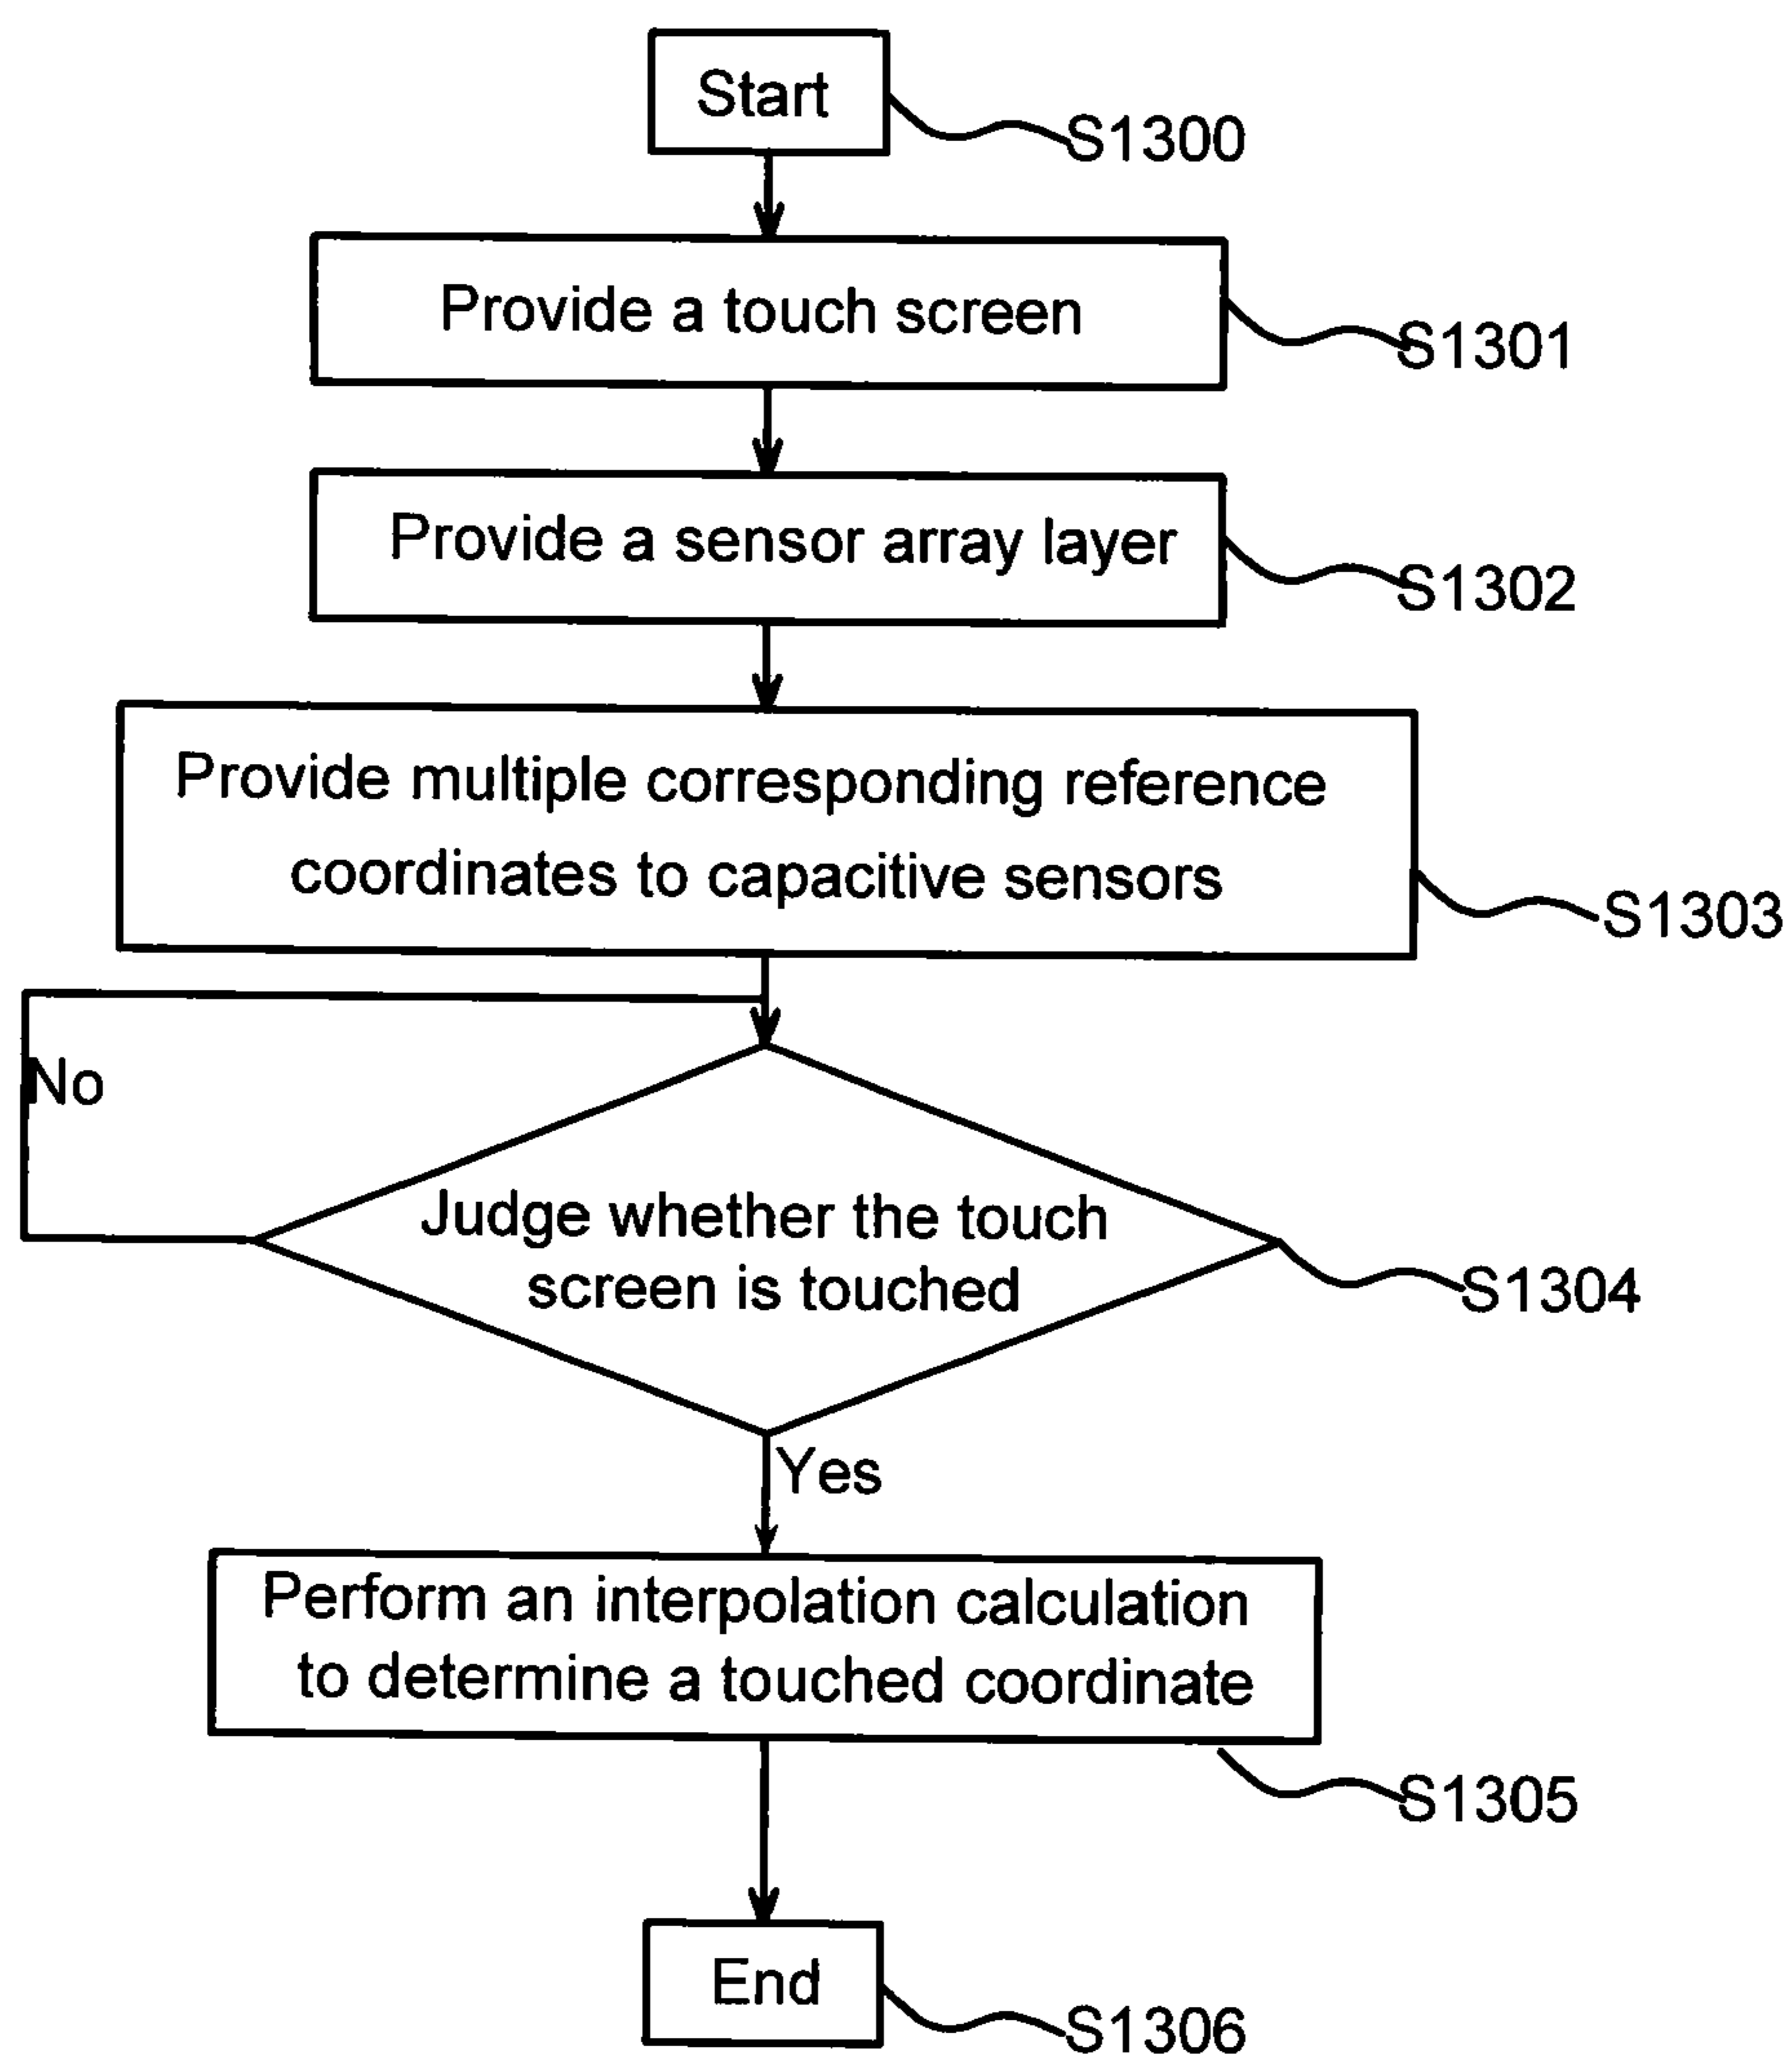 Start
S1300
Provide a touch screen
S1301
Provide a sensor array layer
S1302
Provide multiple corresponding reference
coordinates to capacitive sensors
S1303
No
Judge whether the touch
screen is touched
S1304
Yes
Perform an interpolation calculation
to determine a touched coordinate
S1305
End
S1306